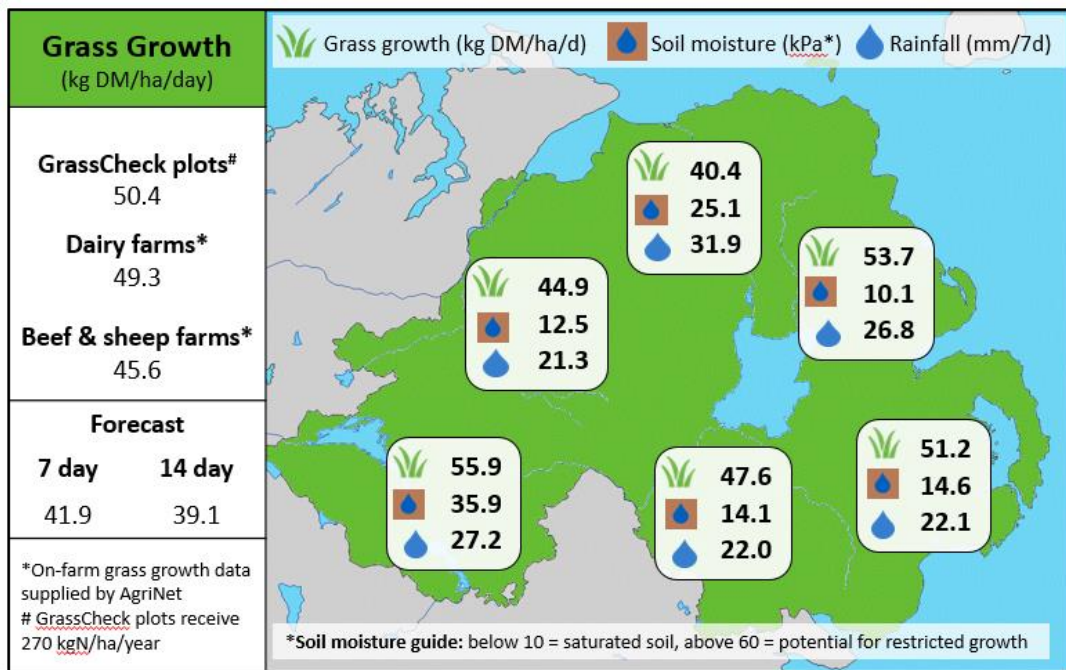 Grass Growth
(kg DM/ha/day)
GrassCheck plots#
50.4
Dairy farms*
49.3
Beef & sheep farms*
45.6
Forecast
7 day 14 day
41.9 39.1
*On-farm grass growth data
supplied by AgriNet
# GrassCheck plots receive
270 kgN/ha/year
Grass growth (kg DM/ha/d) Soil moisture (kPa*) Rainfall (mm/7d)
40.4
25.1
31.9
53.7
10.1
26.8
44.9
12.5
21.3
55.9
35.9
27.2
47.6
14.1
22.0
51.2
14.6
22.1
*Soil moisture guide: below 10 = saturated soil, above 60 = potential for restricted growth